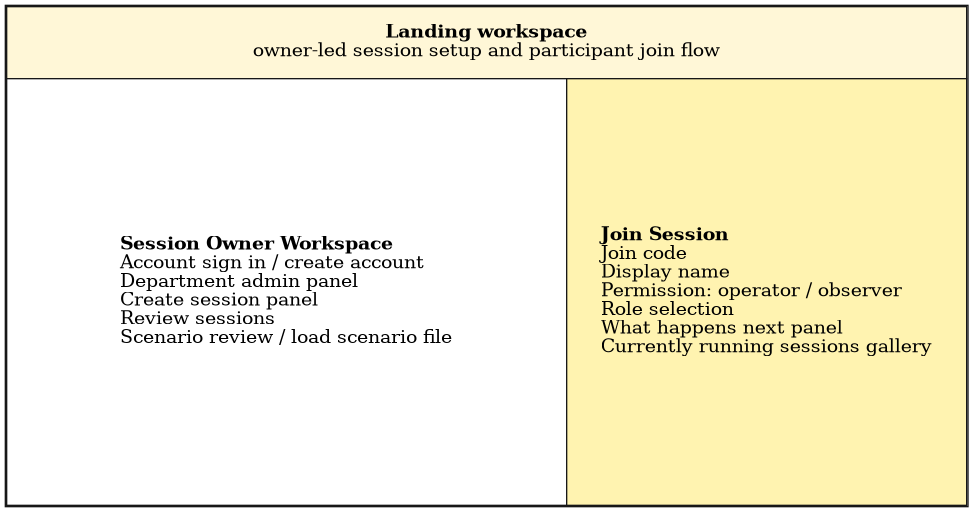 Landing workspace
owner-led session setup and participant join flow
Session Owner Workspace
Account sign in / create account
Department admin panel
Create session panel
Review sessions
Scenario review / load scenario file
Join Session
Join code
Display name
Permission: operator / observer
Role selection
What happens next panel
Currently running sessions gallery